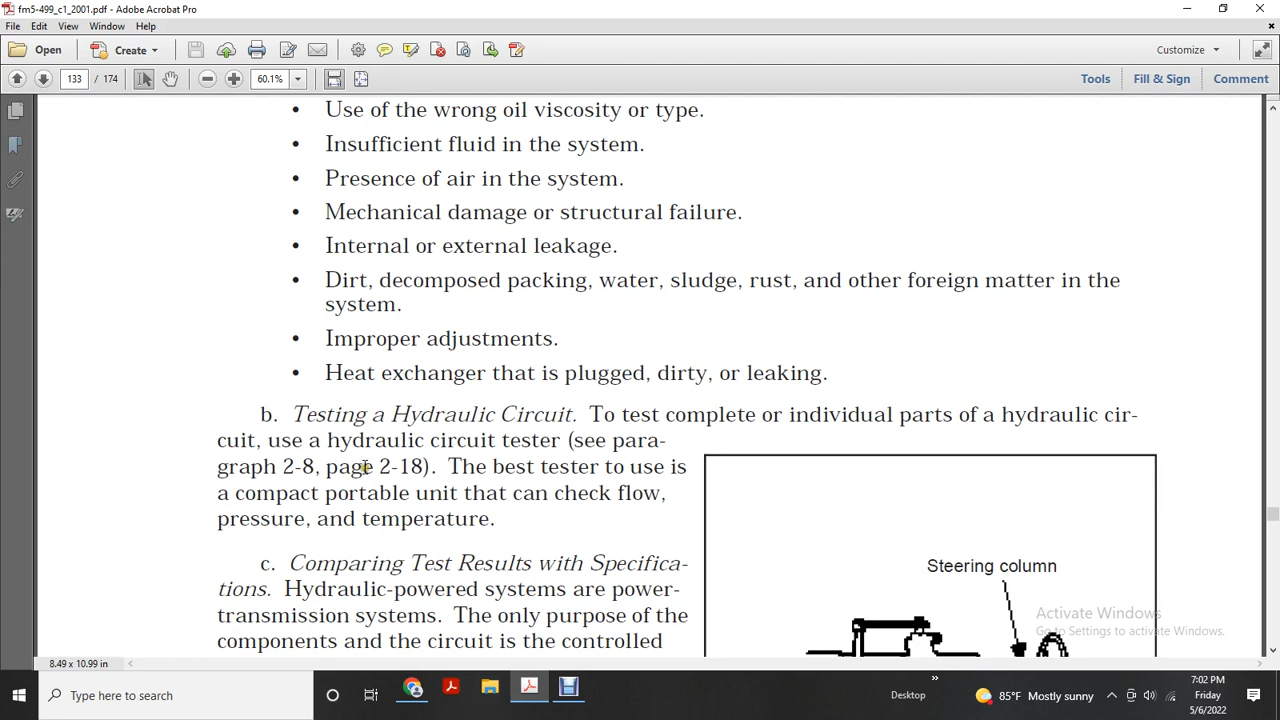 fm5-499_c1_2001.pdf - Adobe Acrobat Pro
File Edit View Window Help
Open Create Customize
133 / 174 60.1% Tools Fill & Sign Comment
• Use of the wrong oil viscosity or type.
• Insufficient fluid in the system.
• Presence of air in the system.
• Mechanical damage or structural failure.
• Internal or external leakage.
• Dirt, decomposed packing, water, sludge, rust, and other foreign matter in the
system.
• Improper adjustments.
• Heat exchanger that is plugged, dirty, or leaking.
b. Testing a Hydraulic Circuit. To test complete or individual parts of a hydraulic cir-
cuit, use a hydraulic circuit tester (see para-
graph 2-8, page 2-18). The best tester to use is
a compact portable unit that can check flow,
pressure, and temperature.
c. Comparing Test Results with Specifica-
tions. Hydraulic-powered systems are power-
transmission systems. The only purpose of the
components and the circuit is the controlled
Steering column
Activate Windows
Go to Settings to activate Windows.
8.49 x 10.99 in
Type here to search
Desktop
»
85°F Mostly sunny
7:02 PM
Friday
5/6/2022